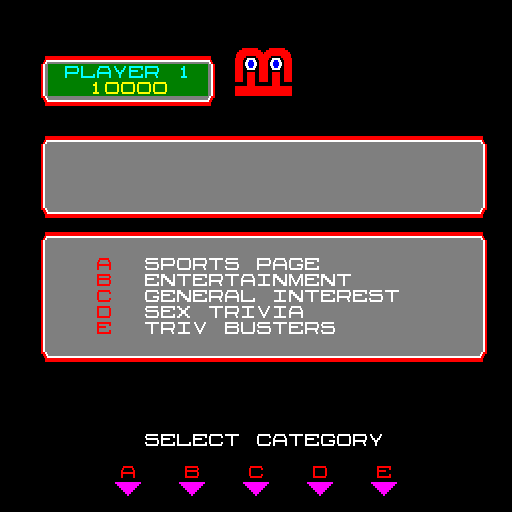 PLAYER 1
10000
A SPORTS PAGE
B ENTERTAINMENT
C GENERAL INTEREST
D SEX TRIVIA
E TRIV BUSTERS
SELECT CATEGORY
A B C D E